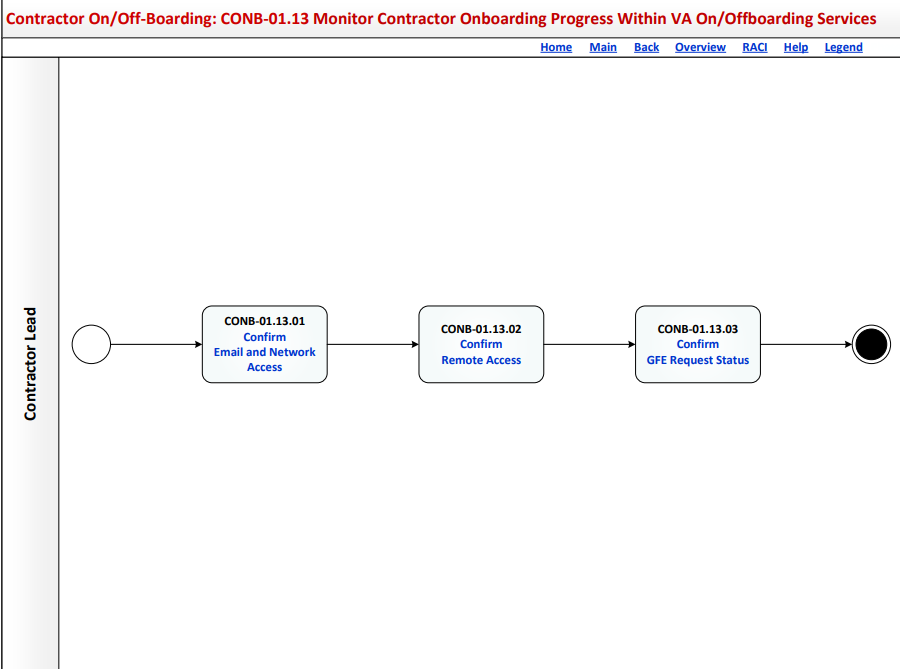 Contractor On/Off-Boarding: CONB-01.13 Monitor Contractor Onboarding Progress Within VA On/Offboarding Services
Home Main Back Overview RACI Help Legend
Contractor Lead
CONB-01.13.01
Confirm
Email and Network
Access
CONB-01.13.02
Confirm
Remote Access
CONB-01.13.03
Confirm
GFE Request Status